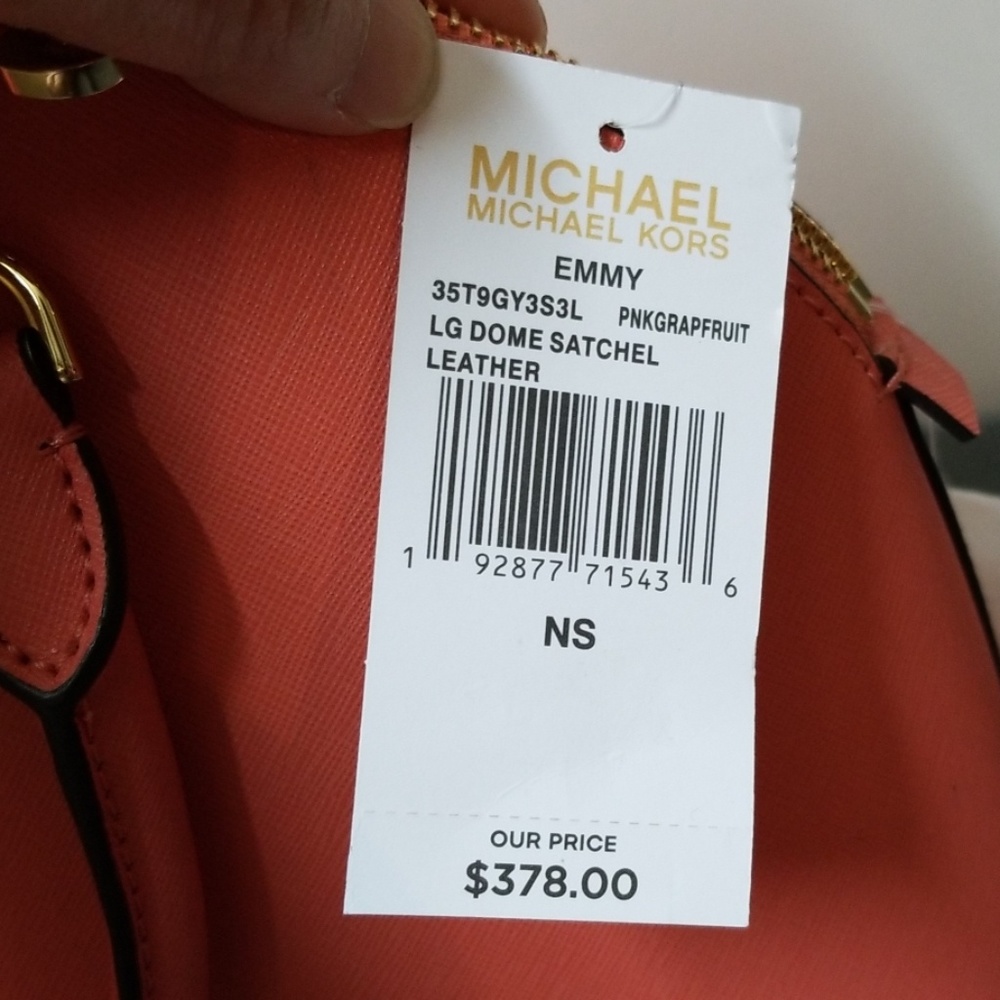 MICHAEL
MICHAEL KORS
EMMY
35T9GY3S3L PNKGRAPFRUIT
LG DOME SATCHEL
LEATHER
1 92877 71543 6
NS
OUR PRICE
$378.00